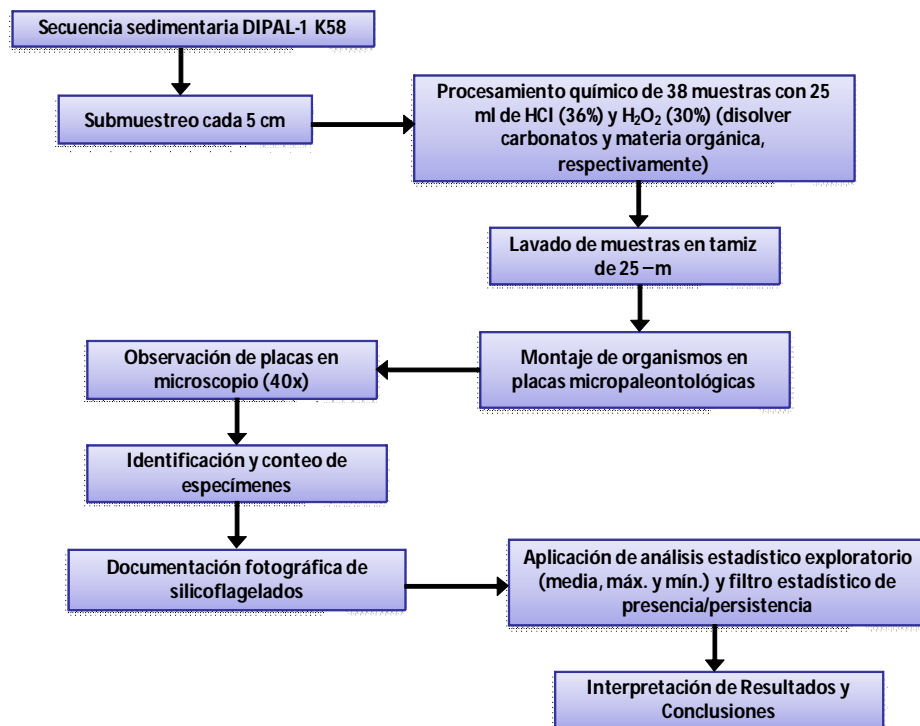 Secuencia sedimentaria DIPAL-1 K58
Submuestreo cada 5 cm
Procesamiento químico de 38 muestras con 25
ml de HCl (36%) y H₂O₂ (30%) (disolver
carbonatos y materia orgánica,
respectivamente)
Lavado de muestras en tamiz
de 25 –m
Montaje de organismos en
placas micropaleontológicas
Observación de placas en
microscopio (40x)
Identificación y conteo de
especímenes
Documentación fotográfica de
silicoflagelados
Aplicación de análisis estadístico exploratorio
(media, máx. y mín.) y filtro estadístico de
presencia/persistencia
Interpretación de Resultados y
Conclusiones